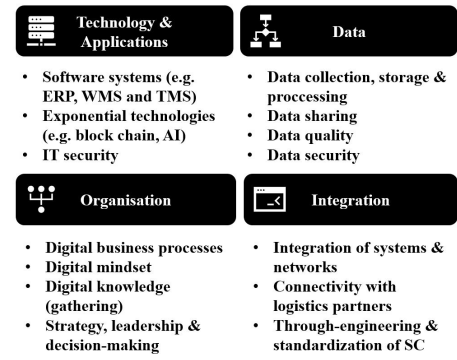 Technology &
Applications
• Software systems (e.g.
ERP, WMS and TMS)
• Exponential technologies
(e.g. block chain, AI)
• IT security
Data
• Data collection, storage &
proccessing
• Data sharing
• Data quality
• Data security
Organisation
• Digital business processes
• Digital mindset
• Digital knowledge
(gathering)
• Strategy, leadership &
decision-making
Integration
• Integration of systems &
networks
• Connectivity with
logistics partners
• Through-engineering &
standardization of SC